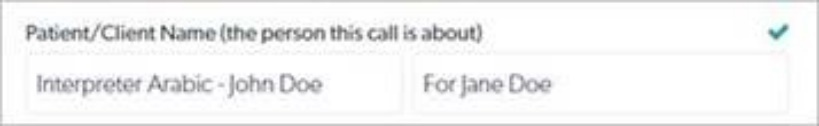 Patient/Client Name (the person this call is about)
Interpreter Arabic - John Doe For Jane Doe